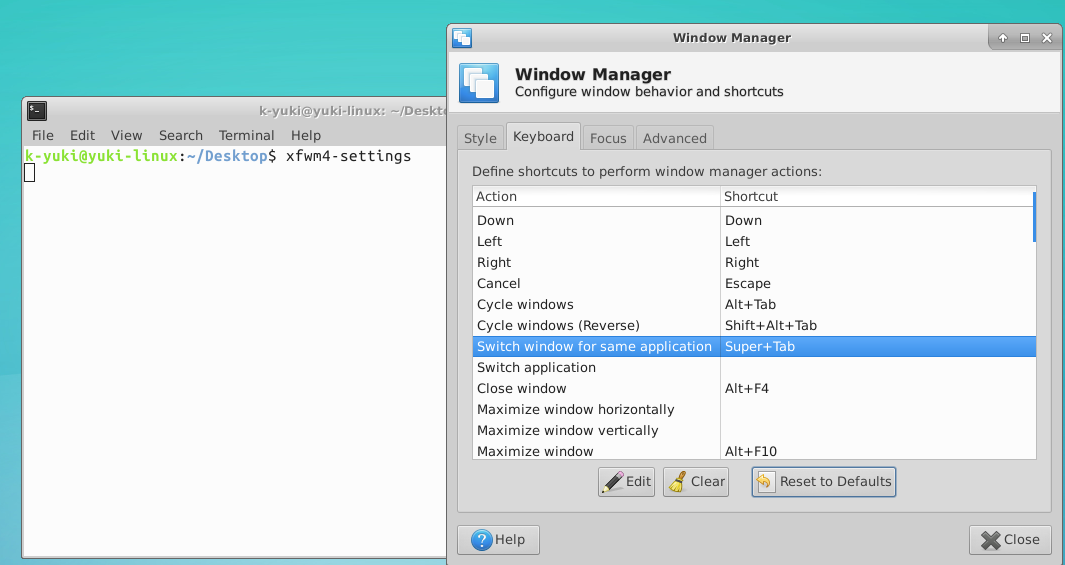 Window Manager
Window Manager
Configure window behavior and shortcuts
k-yuki@yuki-linux: ~/Deskto
File Edit View Search Terminal Help
k-yuki@yuki-linux:~/Desktop$ xfwm4-settings
Style Keyboard Focus Advanced
Define shortcuts to perform window manager actions:
Action Shortcut
Down Down
Left Left
Right Right
Cancel Escape
Cycle windows Alt+Tab
Cycle windows (Reverse) Shift+Alt+Tab
Switch window for same application Super+Tab
Switch application
Close window Alt+F4
Maximize window horizontally
Maximize window vertically
Maximize window Alt+F10
Edit Clear Reset to Defaults
Help Close